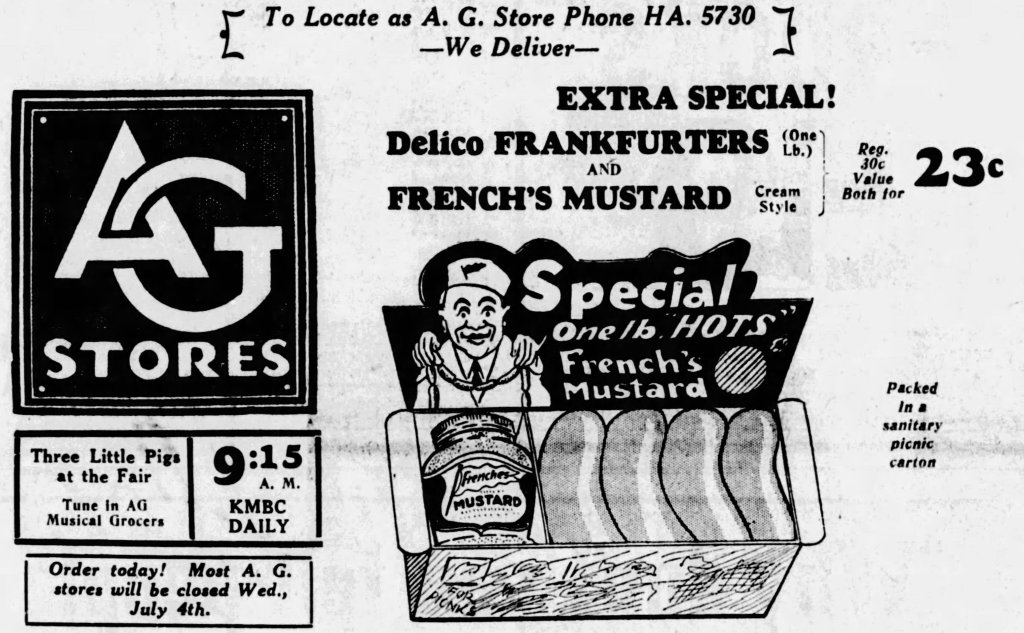 To Locate as A. G. Store Phone HA. 5730
—We Deliver—
AG
STORES
Three Little Pigs
at the Fair
Tune in AG
Musical Grocers
9:15
A. M.
KMBC
DAILY
Order today! Most A. G.
stores will be closed Wed.,
July 4th.
EXTRA SPECIAL!
Delico FRANKFURTERS (One
Lb.)
AND
FRENCH'S MUSTARD Cream
Style
Reg.
30c
Value
Both for
23c
Special
One lb. "HOTS"
French's
Mustard
Frenches
MUSTARD
FOR
PICNICS
Packed
in a
sanitary
picnic
carton